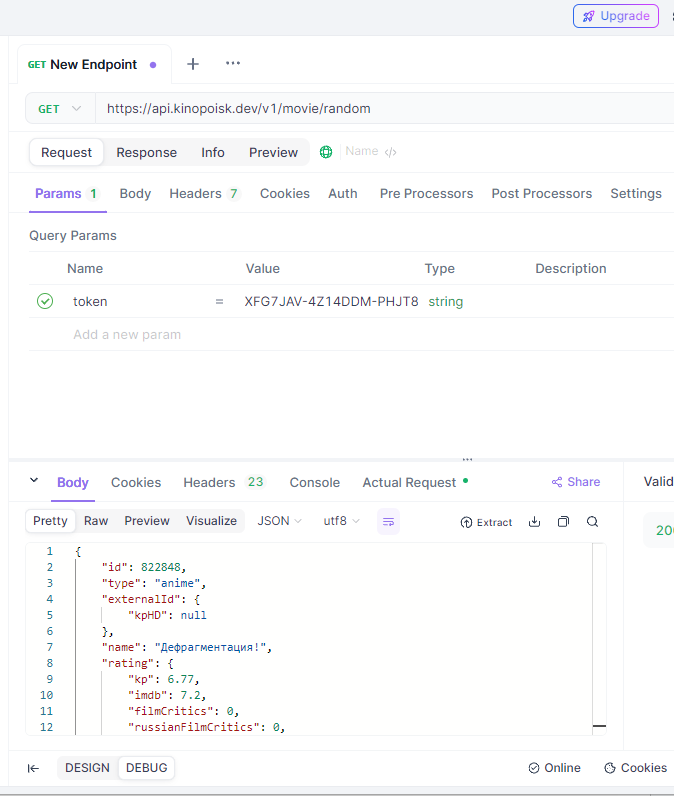 Upgrade
GET New Endpoint
GET https://api.kinopoisk.dev/v1/movie/random
Request Response Info Preview Name </>
Params 1 Body Headers 7 Cookies Auth Pre Processors Post Processors Settings
Query Params
Name Value Type Description
token = XFG7JAV-4Z14DDM-PHJT8 string
Add a new param
Body Cookies Headers 23 Console Actual Request Share Valid
Pretty Raw Preview Visualize JSON utf8 Extract
200
1 {
2 "id": 822848,
3 "type": "anime",
4 "externalId": {
5 "kpHD": null
6 },
7 "name": "Дефрагментация!",
8 "rating": {
9 "kp": 6.77,
10 "imdb": 7.2,
11 "filmCritics": 0,
12 "russianFilmCritics": 0,
DESIGN DEBUG Online Cookies